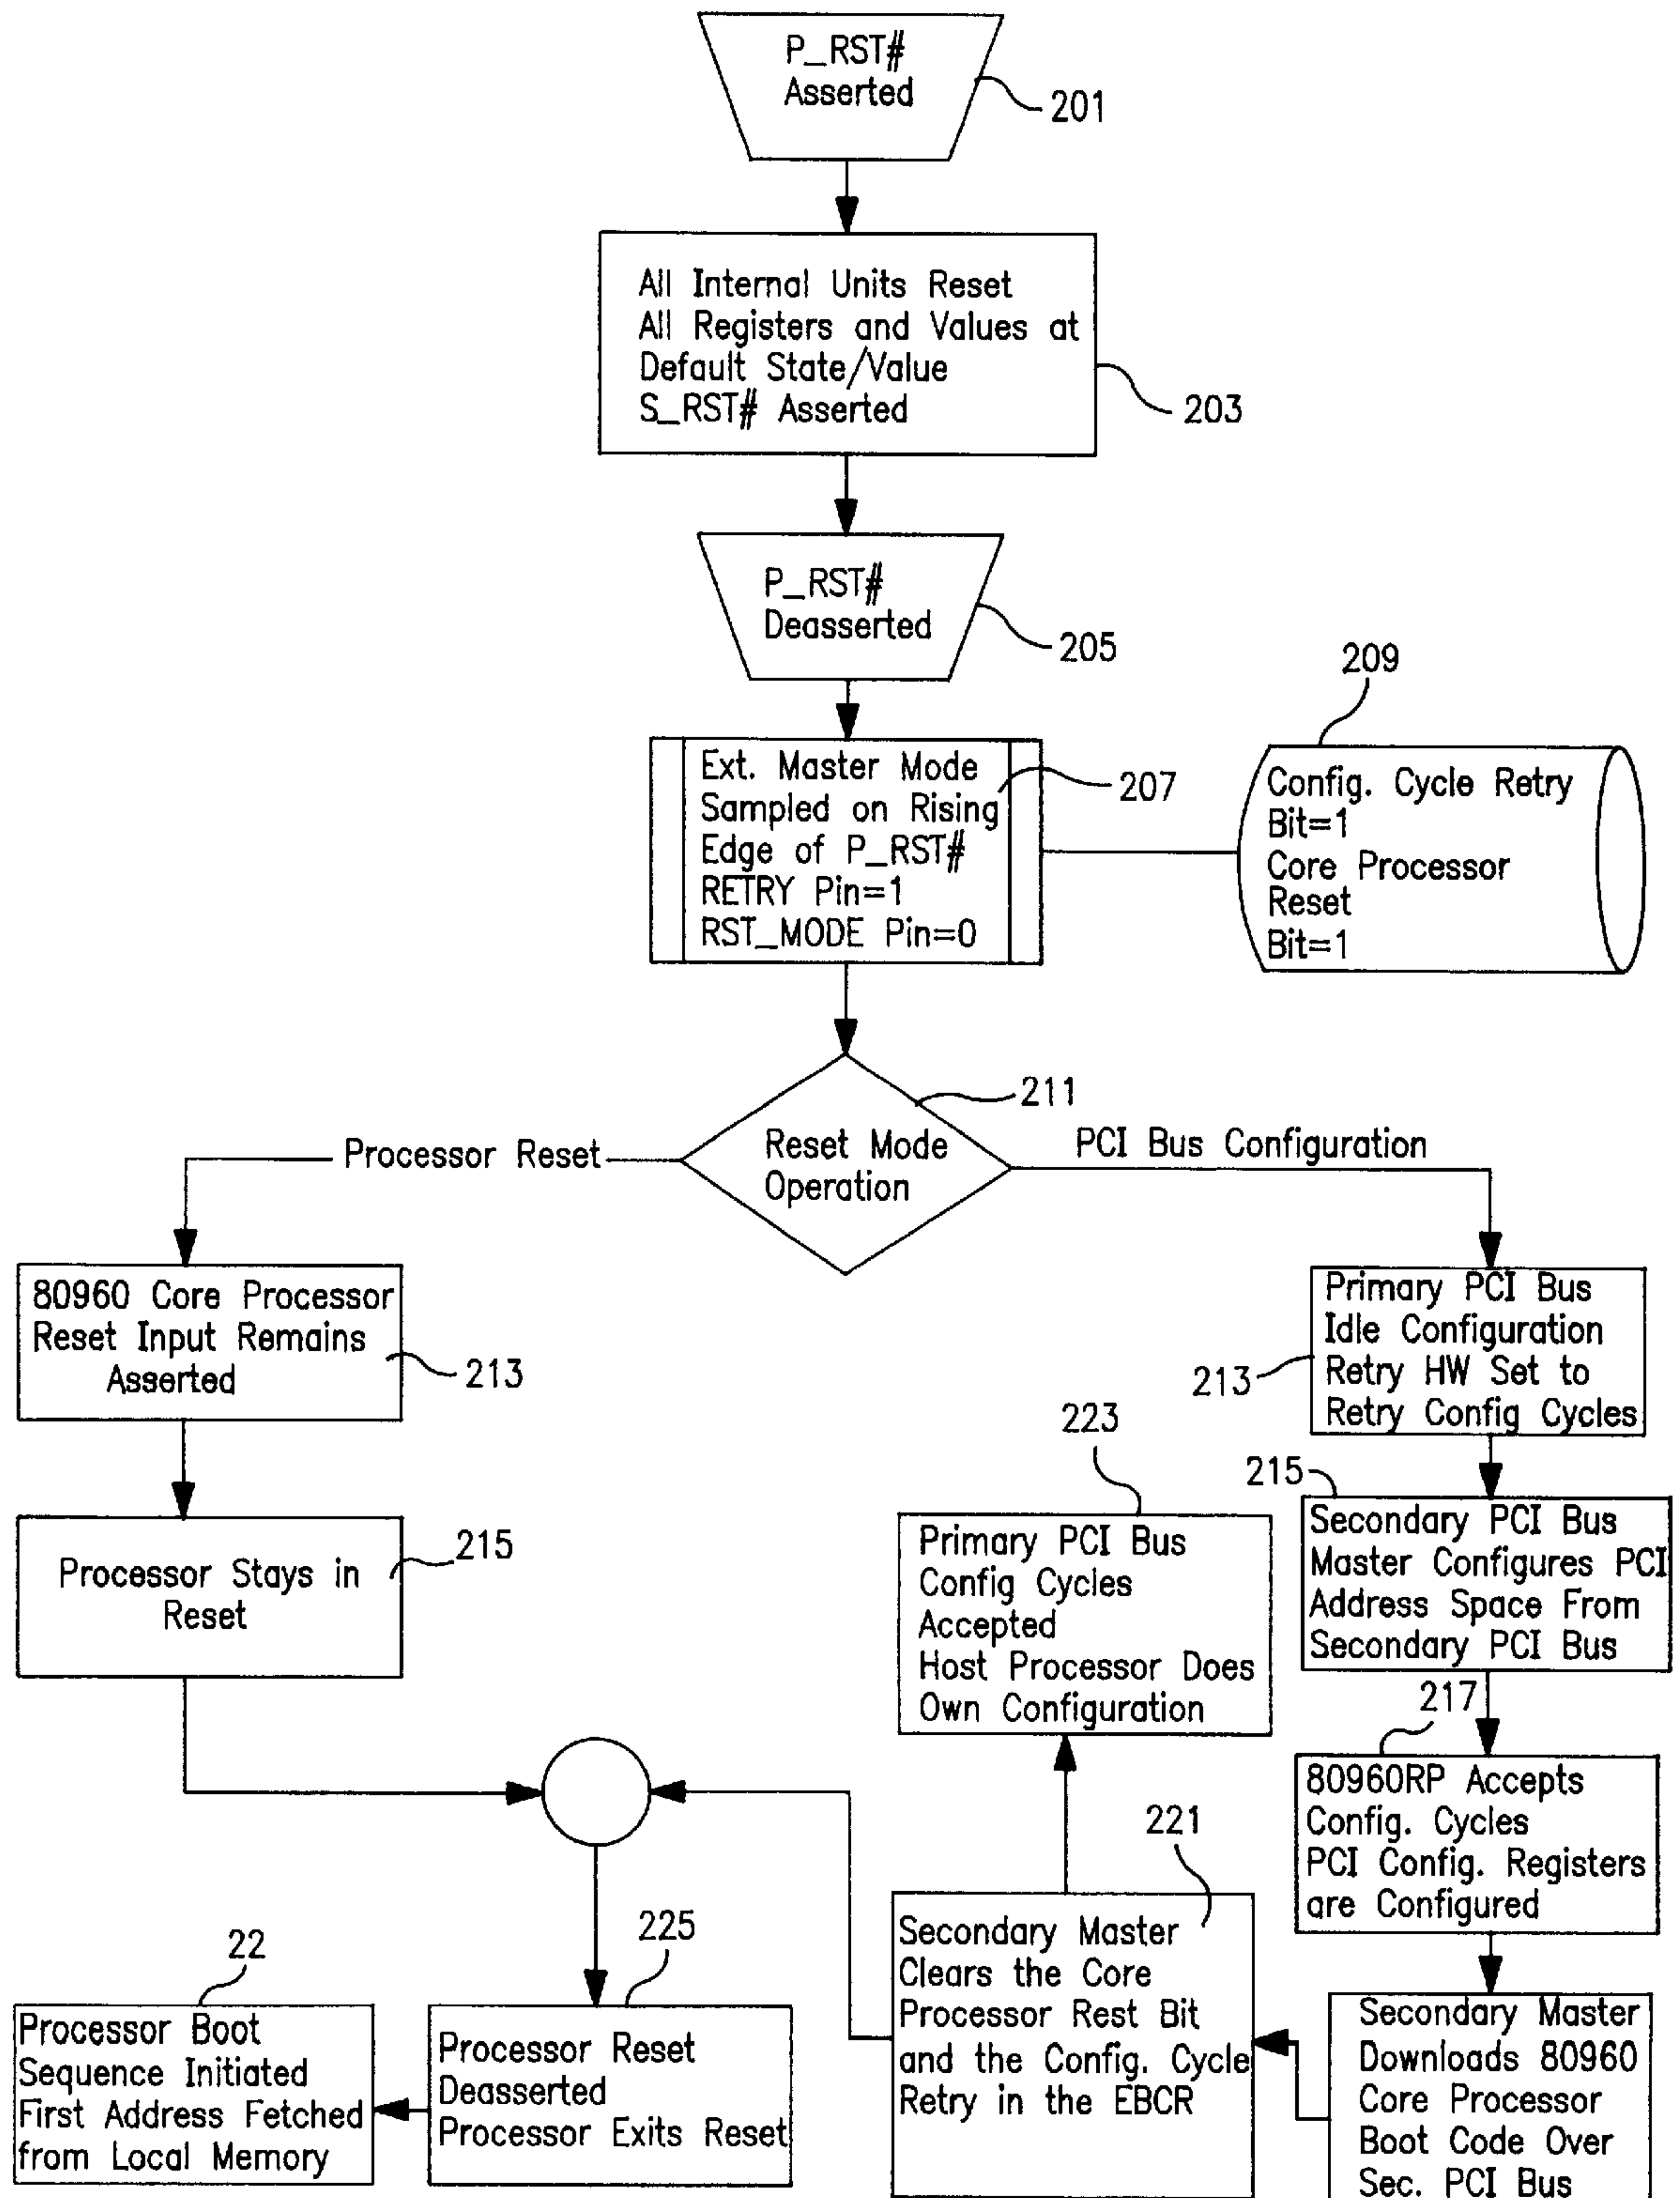 P_RST#
Asserted
201
All Internal Units Reset
All Registers and Values at
Default State/Value
S_RST# Asserted
203
P_RST#
Deasserted
205
209
Ext. Master Mode
Sampled on Rising
Edge of P_RST#
RETRY Pin=1
RST_MODE Pin=0
207
Config. Cycle Retry
Bit=1
Core Processor
Reset
Bit=1
211
Reset Mode
Operation
Processor Reset
PCI Bus Configuration
80960 Core Processor
Reset Input Remains
Asserted
213
Primary PCI Bus
Idle Configuration
Retry HW Set to
Retry Config Cycles
213
Processor Stays in
Reset
215
223
Primary PCI Bus
Config Cycles
Accepted
Host Processor Does
Own Configuration
215
Secondary PCI Bus
Master Configures PCI
Address Space From
Secondary PCI Bus
217
80960RP Accepts
Config. Cycles
PCI Config. Registers
are Configured
221
Secondary Master
Clears the Core
Processor Rest Bit
and the Config. Cycle
Retry in the EBCR
Secondary Master
Downloads 80960
Core Processor
Boot Code Over
Sec. PCI Bus
225
Processor Reset
Deasserted
Processor Exits Reset
22
Processor Boot
Sequence Initiated
First Address Fetched
from Local Memory